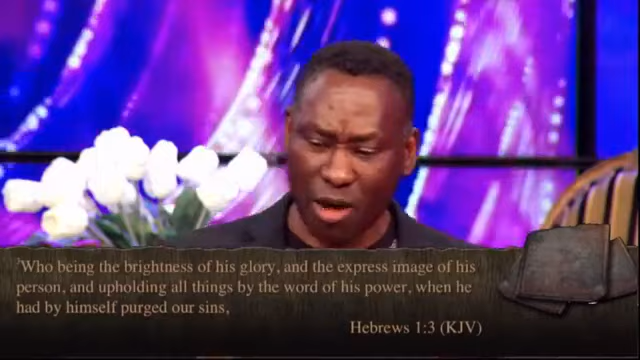 ³Who being the brightness of his glory, and the express image of his
person, and upholding all things by the word of his power, when he
had by himself purged our sins,
Hebrews 1:3 (KJV)